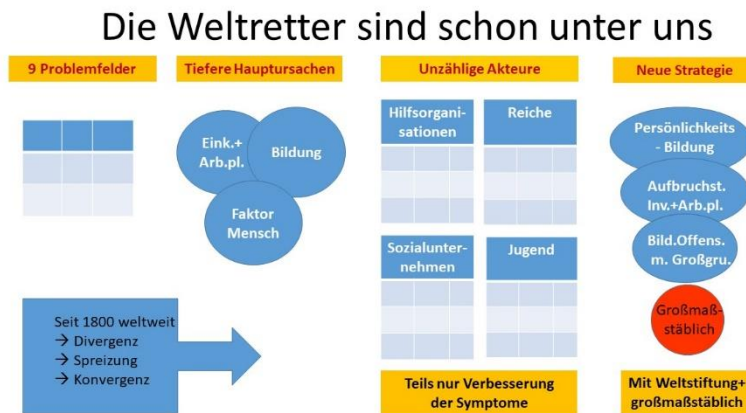 Die Weltretter sind schon unter uns
9 Problemfelder
Tiefere Hauptursachen
Unzählige Akteure
Neue Strategie
Eink.+
Arb.pl.
Bildung
Faktor
Mensch
Hilfsorgani-
sationen
Reiche
Sozialunter-
nehmen
Jugend
Persönlichkeits
- Bildung
Aufbruchst.
Inv.+Arb.pl.
Bild.Offens.
m. Großgru.
Großmaß-
stäblich
Seit 1800 weltweit
→ Divergenz
→ Spreizung
→ Konvergenz
Teils nur Verbesserung
der Symptome
Mit Weltstiftung+
großmaßstäblich